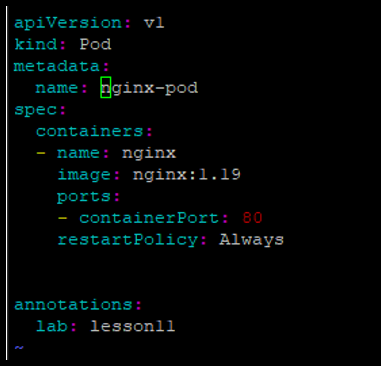 apiVersion: v1
kind: Pod
metadata:
  name: nginx-pod
spec:
  containers:
  - name: nginx
    image: nginx:1.19
    ports:
    - containerPort: 80
    restartPolicy: Always
annotations:
  lab: lesson11
~